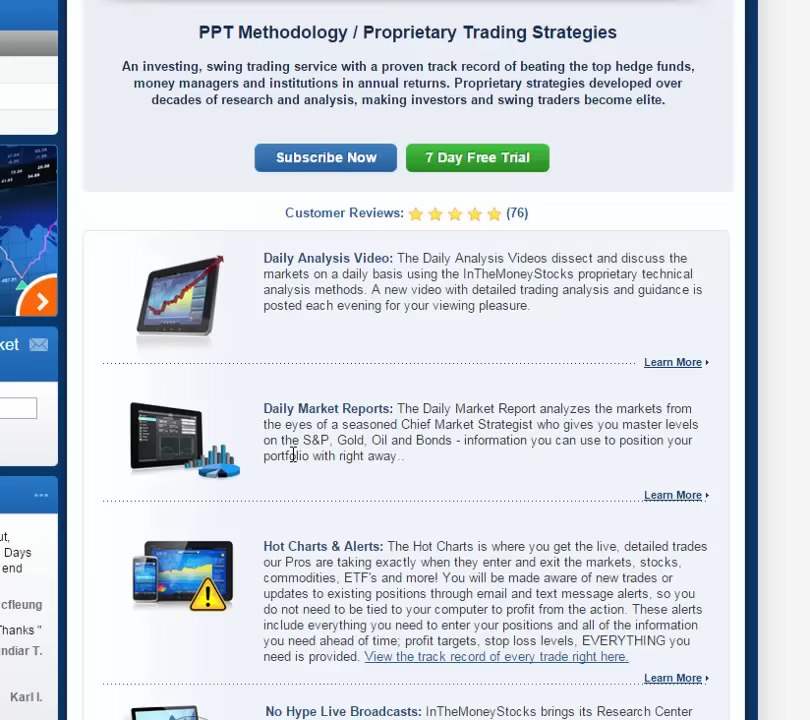 PPT Methodology / Proprietary Trading Strategies
An investing, swing trading service with a proven track record of beating the top hedge funds,
money managers and institutions in annual returns. Proprietary strategies developed over
decades of research and analysis, making investors and swing traders become elite.
Subscribe Now
7 Day Free Trial
Customer Reviews: (76)
Daily Analysis Video: The Daily Analysis Videos dissect and discuss the
markets on a daily basis using the InTheMoneyStocks proprietary technical
analysis methods. A new video with detailed trading analysis and guidance is
posted each evening for your viewing pleasure.
Learn More
Daily Market Reports: The Daily Market Report analyzes the markets from
the eyes of a seasoned Chief Market Strategist who gives you master levels
on the S&P, Gold, Oil and Bonds - information you can use to position your
portfolio with right away..
Learn More
Hot Charts & Alerts: The Hot Charts is where you get the live, detailed trades
our Pros are taking exactly when they enter and exit the markets, stocks,
commodities, ETF's and more! You will be made aware of new trades or
updates to existing positions through email and text message alerts, so you
do not need to be tied to your computer to profit from the action. These alerts
include everything you need to enter your positions and all of the information
you need ahead of time; profit targets, stop loss levels, EVERYTHING you
need is provided. View the track record of every trade right here.
Learn More
No Hype Live Broadcasts: InTheMoneyStocks brings its Research Center
ket
ut,
Days
end
cfleung
Thanks "
ndiar T.
Karl I.